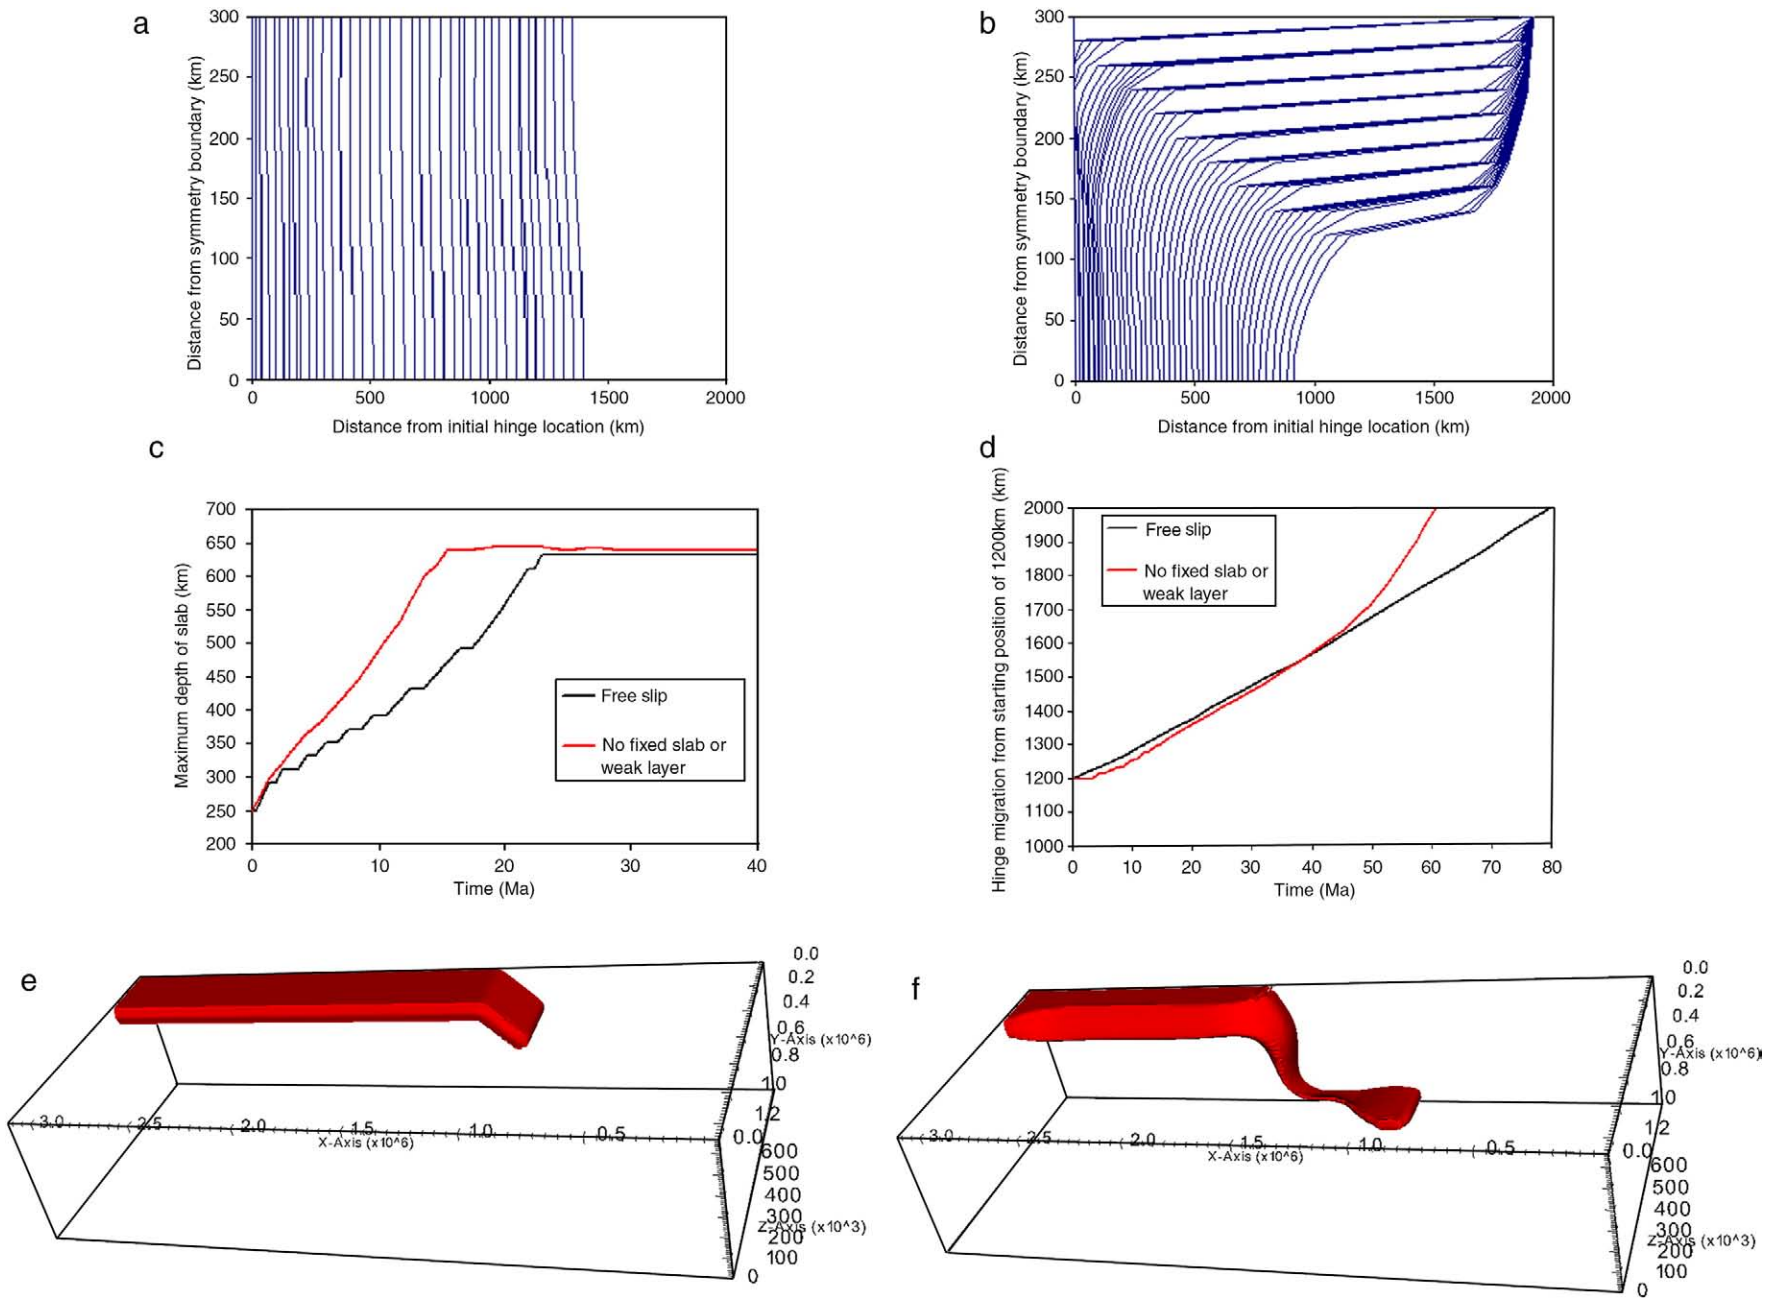 a
300
250
200
150
100
50
0
Distance from symmetry boundary (km)
0 500 1000 1500 2000
Distance from initial hinge location (km)
b
300
250
200
150
100
50
0
Distance from symmetry boundary (km)
0 500 1000 1500 2000
Distance from initial hinge location (km)
c
700
650
600
550
500
450
400
350
300
250
200
Maximum depth of slab (km)
Free slip
No fixed slab or
weak layer
0 10 20 30 40
Time (Ma)
d
2000
1900
1800
1700
1600
1500
1400
1300
1200
1100
1000
Hinge migration from starting position of 1200km (km)
Free slip
No fixed slab or
weak layer
0 10 20 30 40 50 60 70 80
Time (Ma)
e
0.0
0.2
0.4
0.6
Y-Axis (x10^6)
0.8
1.0
1.2
3.0 2.5 2.0 1.5 1.0 0.5 0.0
X-Axis (x10^6)
600
500
400
300
Z-Axis (x10^3)
200
100
0
f
0.0
0.2
0.4
0.6
Y-Axis (x10^6)
0.8
1.0
1.2
3.0 2.5 2.0 1.5 1.0 0.5 0.0
X-Axis (x10^6)
600
500
400
300
Z-Axis (x10^3)
200
100
0